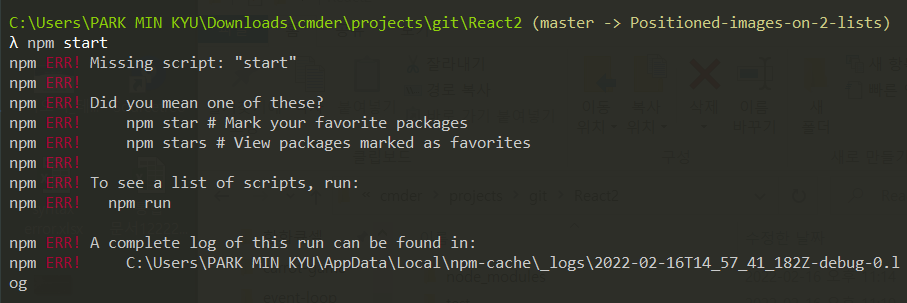 C:\Users\PARK MIN KYU\Downloads\cmder\projects\git\React2 (master -> Positioned-images-on-2-lists)
λ npm start
npm ERR! Missing script: "start"
npm ERR!
npm ERR! Did you mean one of these?
npm ERR!     npm star # Mark your favorite packages
npm ERR!     npm stars # View packages marked as favorites
npm ERR!
npm ERR! To see a list of scripts, run:
npm ERR!   npm run

npm ERR! A complete log of this run can be found in:
npm ERR!     C:\Users\PARK MIN KYU\AppData\Local\npm-cache\_logs\2022-02-16T14_57_41_182Z-debug-0.l
og